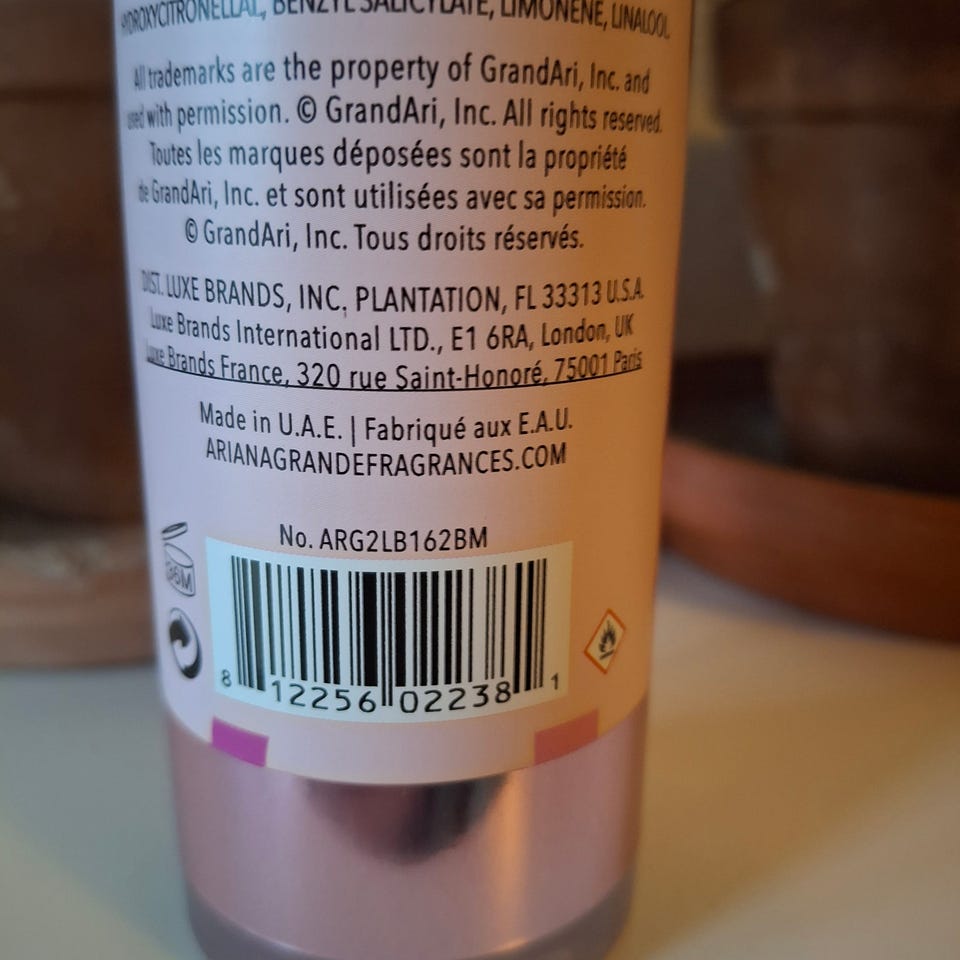 HYDROXYCITRONELLAL, BENZYL SALICYLATE, LIMONENE, LINALOOL.
All trademarks are the property of GrandAri, Inc. and
used with permission. © GrandAri, Inc. All rights reserved.
Toutes les marques déposées sont la propriété
de GrandAri, Inc. et sont utilisées avec sa permission.
© GrandAri, Inc. Tous droits réservés.
DIST. LUXE BRANDS, INC, PLANTATION, FL 33313 U.S.A.
Luxe Brands International LTD., E1 6RA, London, UK
Luxe Brands France, 320 rue Saint-Honoré, 75001 Paris
Made in U.A.E. | Fabriqué aux E.A.U.
ARIANAGRANDEFRAGRANCES.COM
No. ARG2LB162BM
36M
8 12256 02238 1